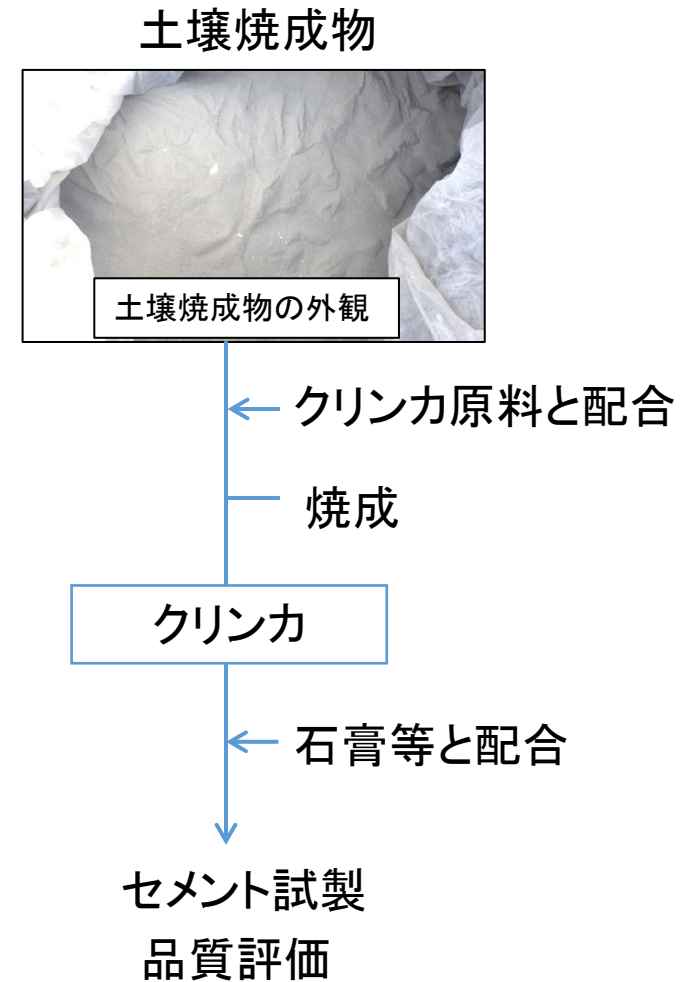 土壌焼成物
土壌焼成物の外観
クリンカ原料と配合
焼成
クリンカ
石膏等と配合
セメント試製
品質評価